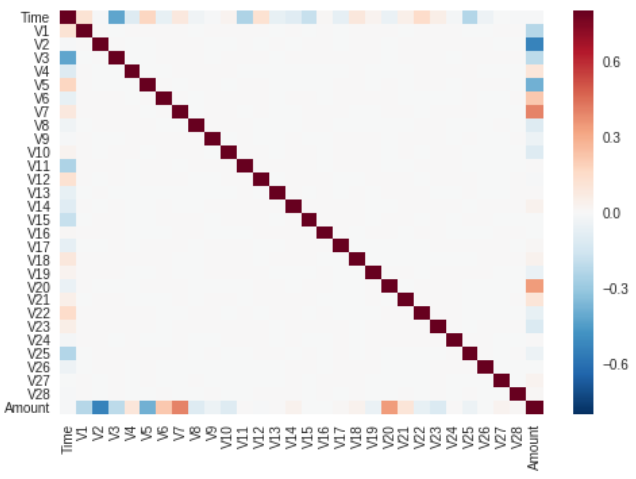 Time
V1
V2
V3
V4
V5
V6
V7
V8
V9
V10
V11
V12
V13
V14
V15
V16
V17
V18
V19
V20
V21
V22
V23
V24
V25
V26
V27
V28
Amount
0.6
0.3
0.0
−0.3
−0.6
Time V1 V2 V3 V4 V5 V6 V7 V8 V9 V10 V11 V12 V13 V14 V15 V16 V17 V18 V19 V20 V21 V22 V23 V24 V25 V26 V27 V28 Amount